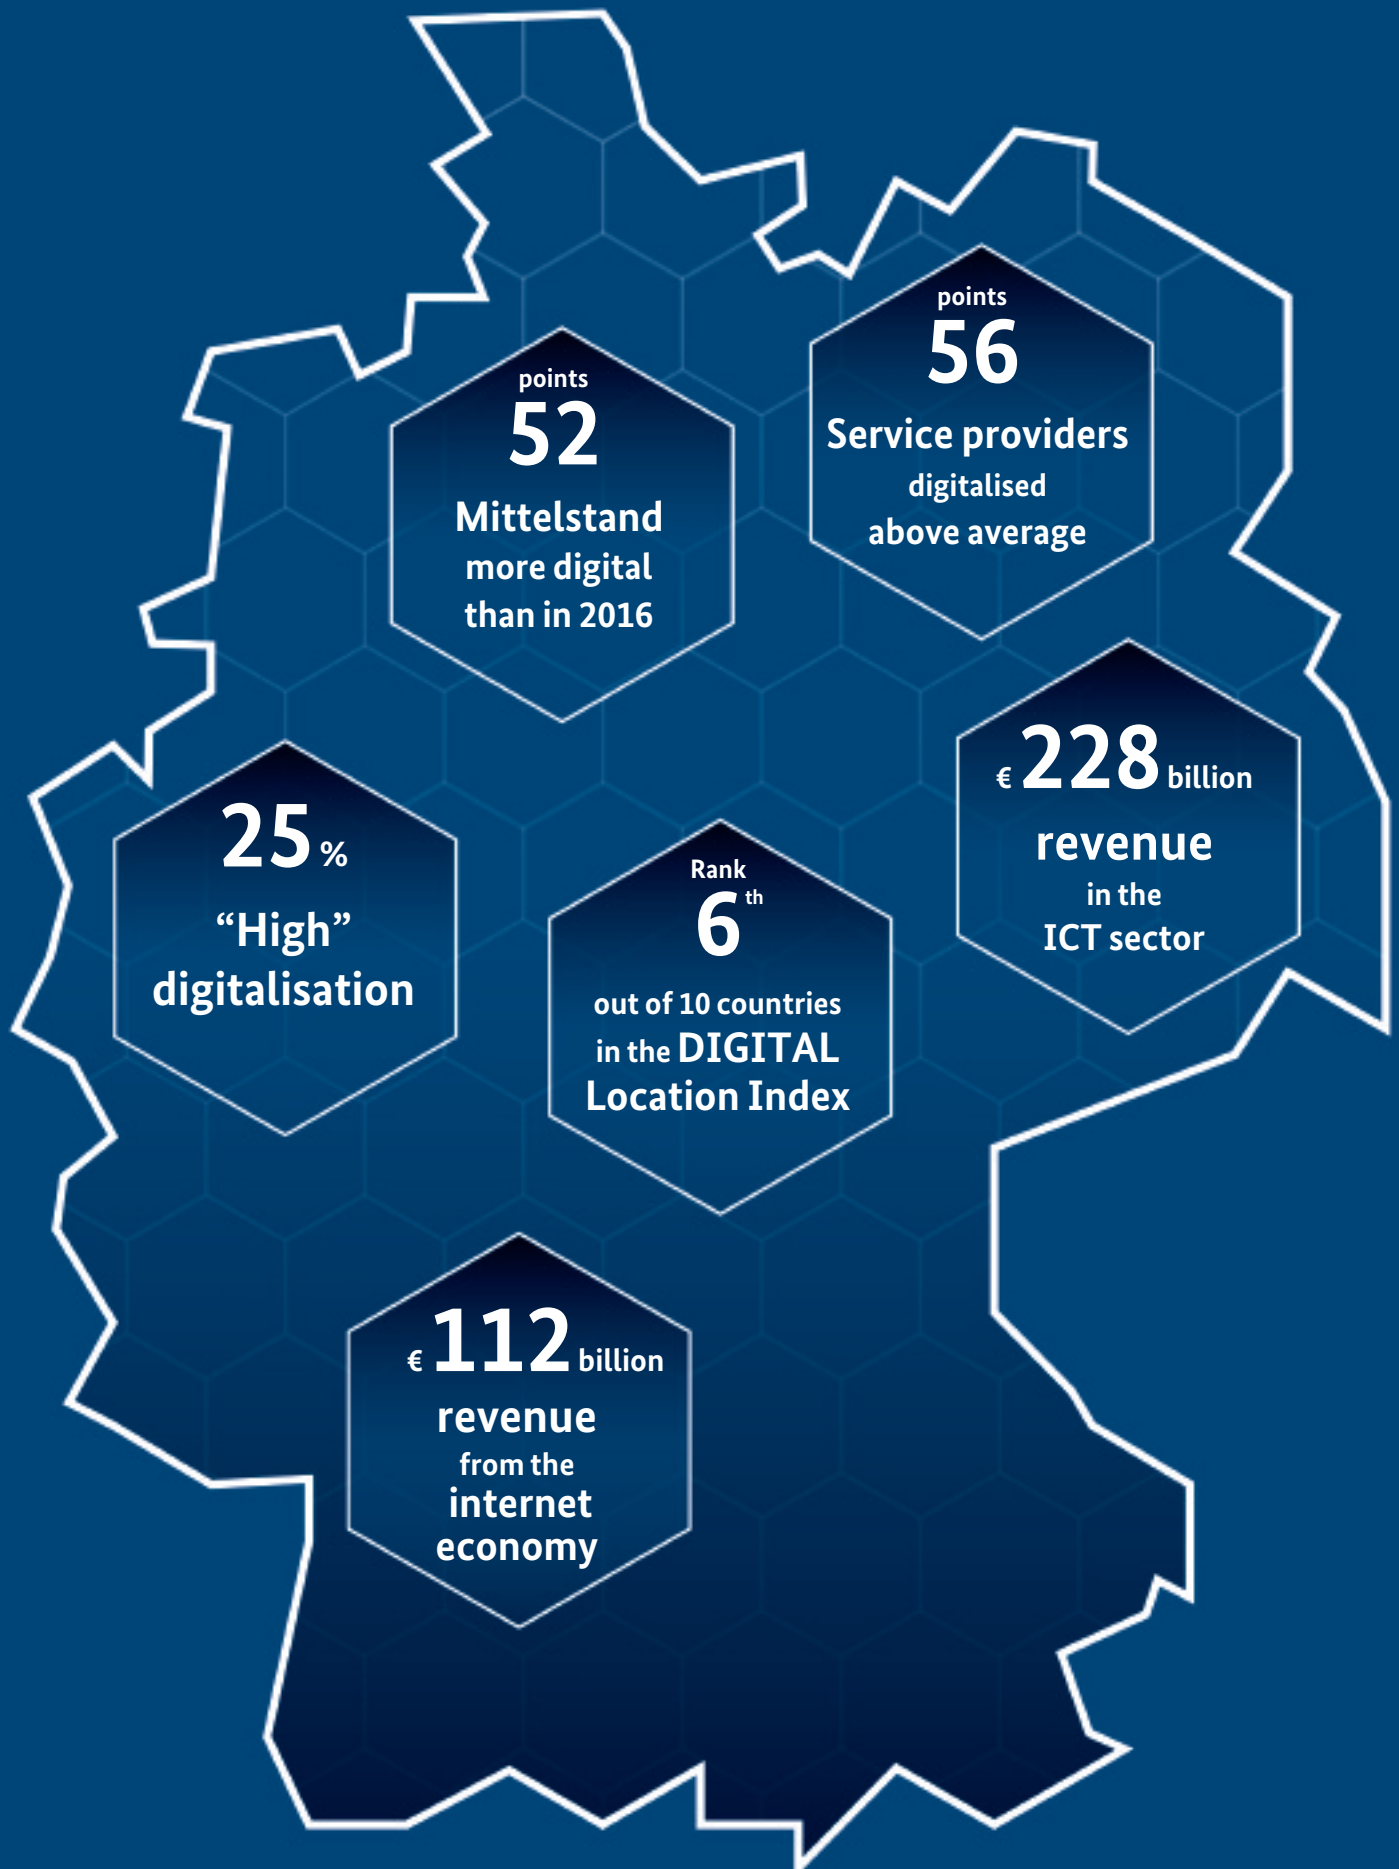 points
52
Mittelstand
more digital
than in 2016
points
56
Service providers
digitalised
above average
25 %
“High”
digitalisation
Rank
6th
out of 10 countries
in the DIGITAL
Location Index
€ 228 billion
revenue
in the
ICT sector
€ 112 billion
revenue
from the
internet
economy